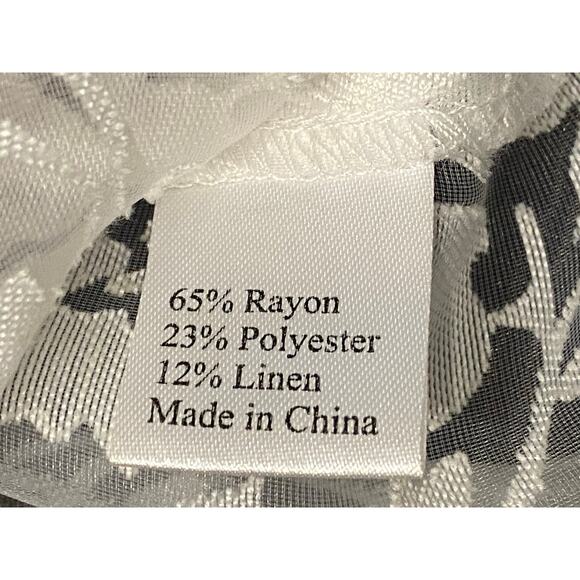 65% Rayon
23% Polyester
12% Linen
Made in China